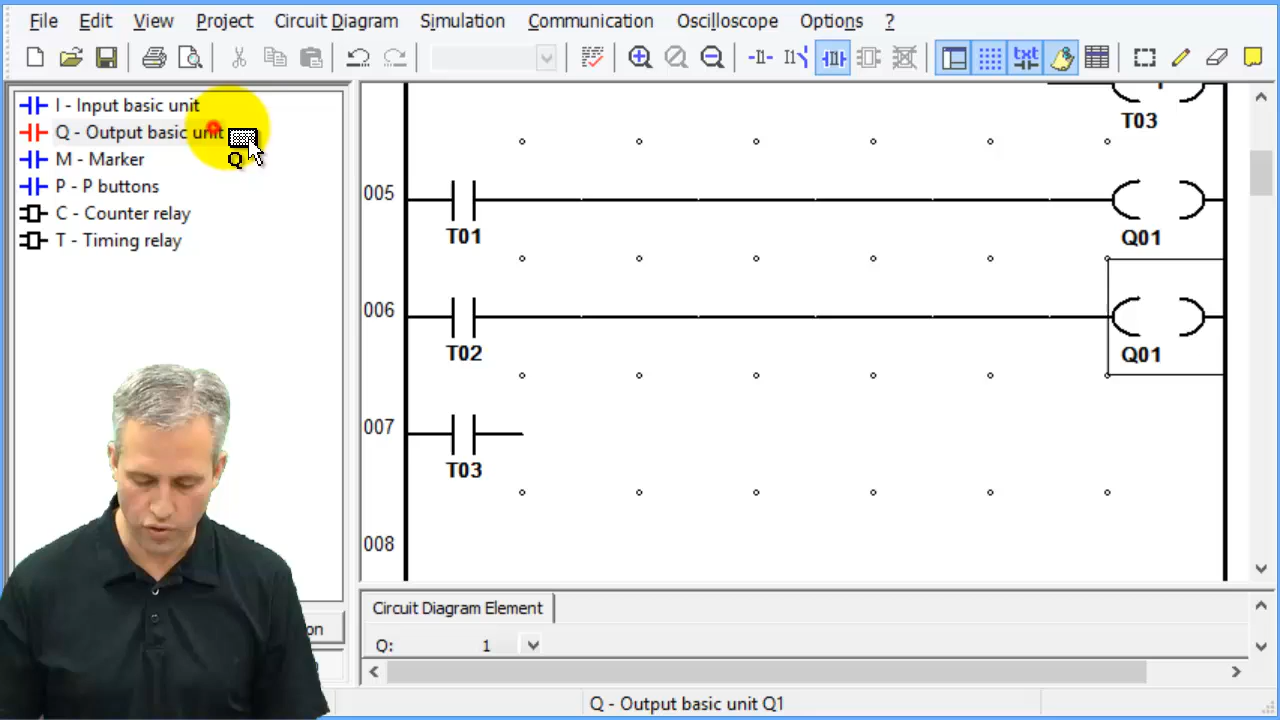 File Edit View Project Circuit Diagram Simulation Communication Oscilloscope Options ?
txt
I - Input basic unit
Q - Output basic unit
Q
M - Marker
P - P buttons
C - Counter relay
T - Timing relay
T03
005
T01
Q01
006
T02
Q01
007
T03
008
Circuit Diagram Element
Q: 1
Q - Output basic unit Q1